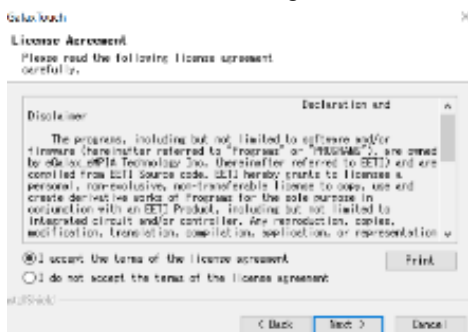 GalaxTouch
License Agreement
Please read the following license agreement
carefully.
Declaration and
Disclaimer
The programs, including but not limited to software and/or
firmware (hereinafter referred to "Programs" or "PROGRAMS"), are owned
by eGalax_eMPIA Technology Inc. (hereinafter referred to EETI) and are
compiled from EETI Source code. EETI hereby grants to licensee a
personal, non-exclusive, non-transferable license to copy, use and
create derivative works of Programs for the sole purpose in
conjunction with an EETI Product, including but not limited to
integrated circuit and/or controller. Any reproduction, copies,
modification, translation, compilation, application, or representation
I accept the terms of the license agreement
Print
I do not accept the terms of the license agreement
InstallShield
< Back
Next >
Cancel